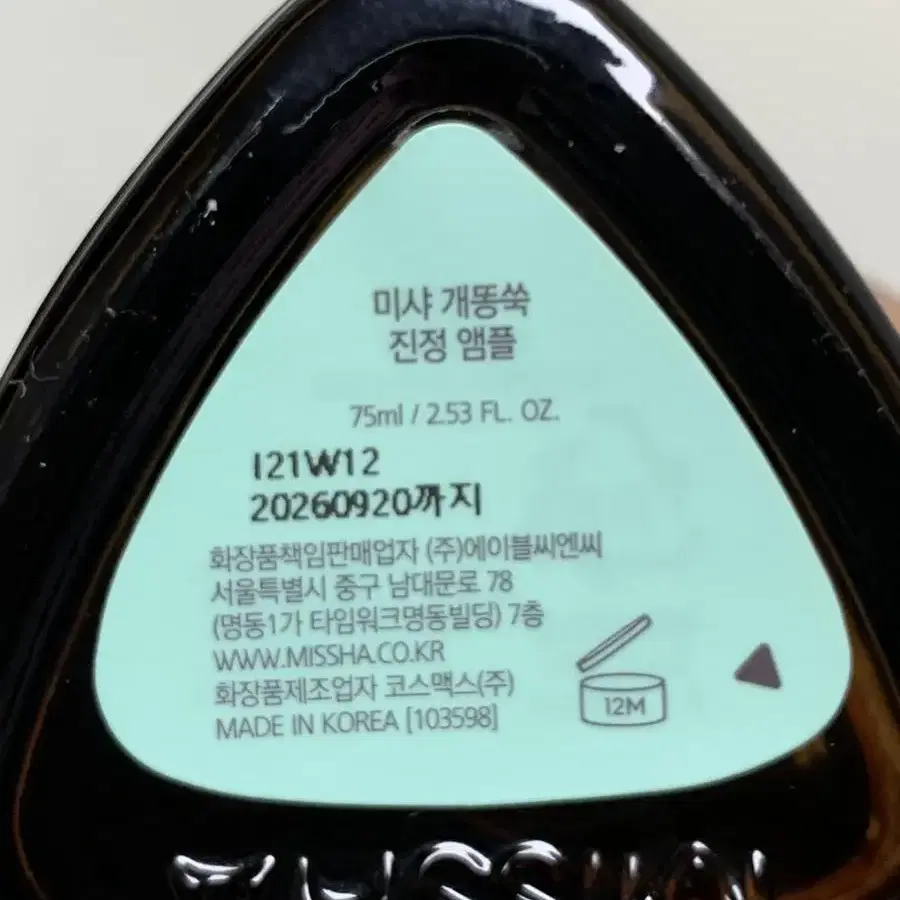 미샤 개똥쑥
진정 앰플
75ml / 2.53 FL. OZ.
I21W12
20260920까지
화장품책임판매업자 (주)에이블씨엔씨
서울특별시 중구 남대문로 78
(명동1가 타임워크명동빌딩) 7층
WWW.MISSHA.CO.KR
화장품제조업자 코스맥스(주)
MADE IN KOREA [103598]
12M